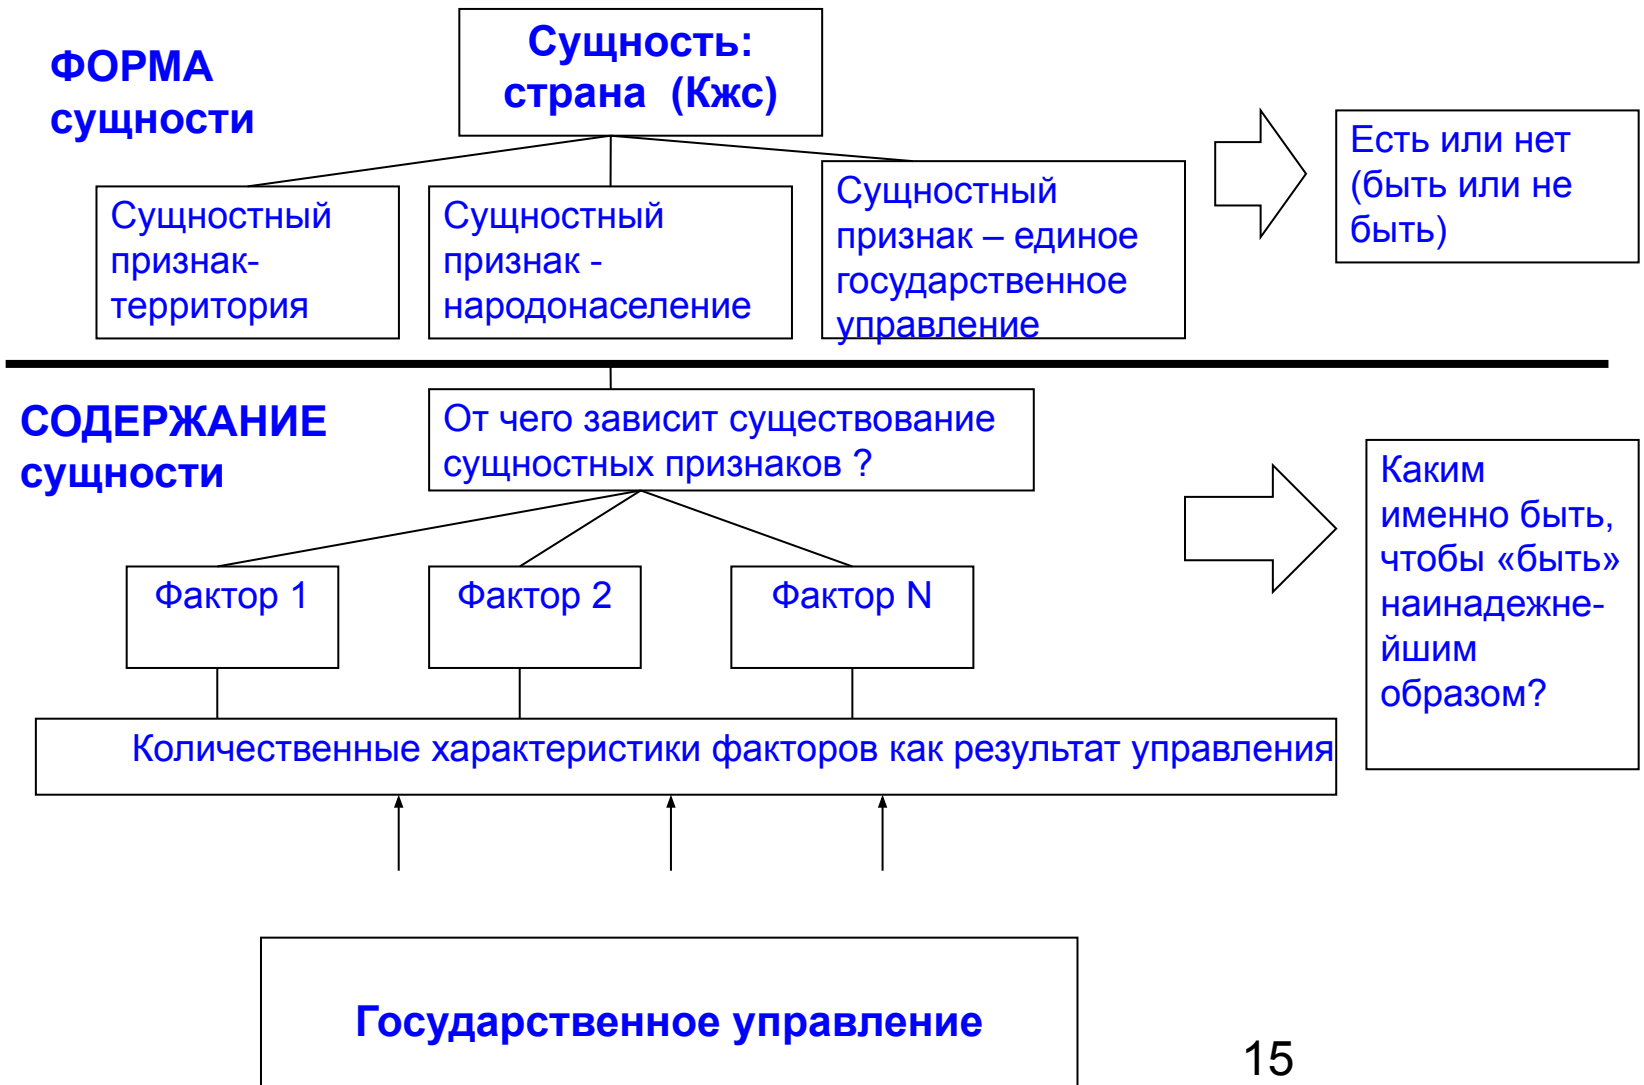 ФОРМА
сущности
Сущность:
страна (Кжс)
Сущностный
признак-
территория
Сущностный
признак -
народонаселение
Сущностный
признак – единое
государственное
управление
Есть или нет
(быть или не
быть)
СОДЕРЖАНИЕ
сущности
От чего зависит существование
сущностных признаков ?
Фактор 1
Фактор 2
Фактор N
Каким
именно быть,
чтобы «быть»
наинадежне-
йшим
образом?
Количественные характеристики факторов как результат управления
Государственное управление
15